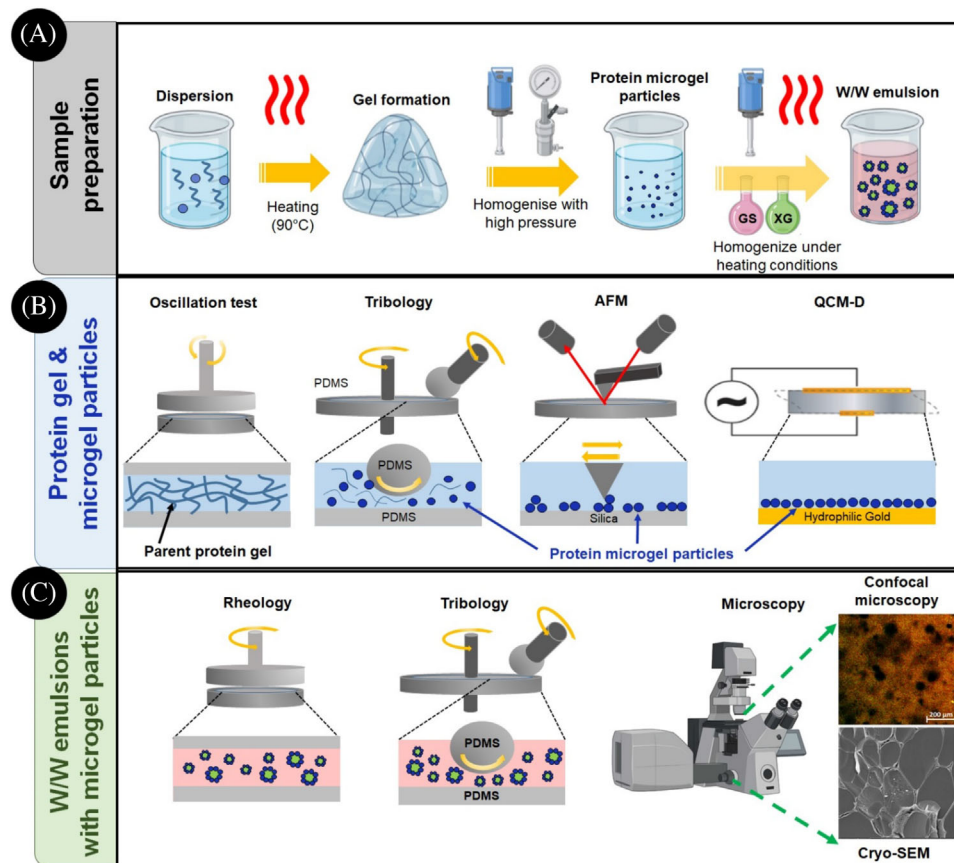 (A)
Sample
preparation
Dispersion
Heating
(90°C)
Gel formation
Homogenise with
high pressure
Protein microgel
particles
GS
XG
Homogenize under
heating conditions
W/W emulsion
(B)
Protein gel &
microgel particles
Oscillation test
Parent protein gel
Tribology
PDMS
PDMS
PDMS
AFM
Silica
Protein microgel particles
QCM-D
Hydrophilic Gold
(C)
W/W emulsions
with microgel particles
Rheology
Tribology
PDMS
PDMS
Microscopy
Confocal
microscopy
200 µm
Cryo-SEM